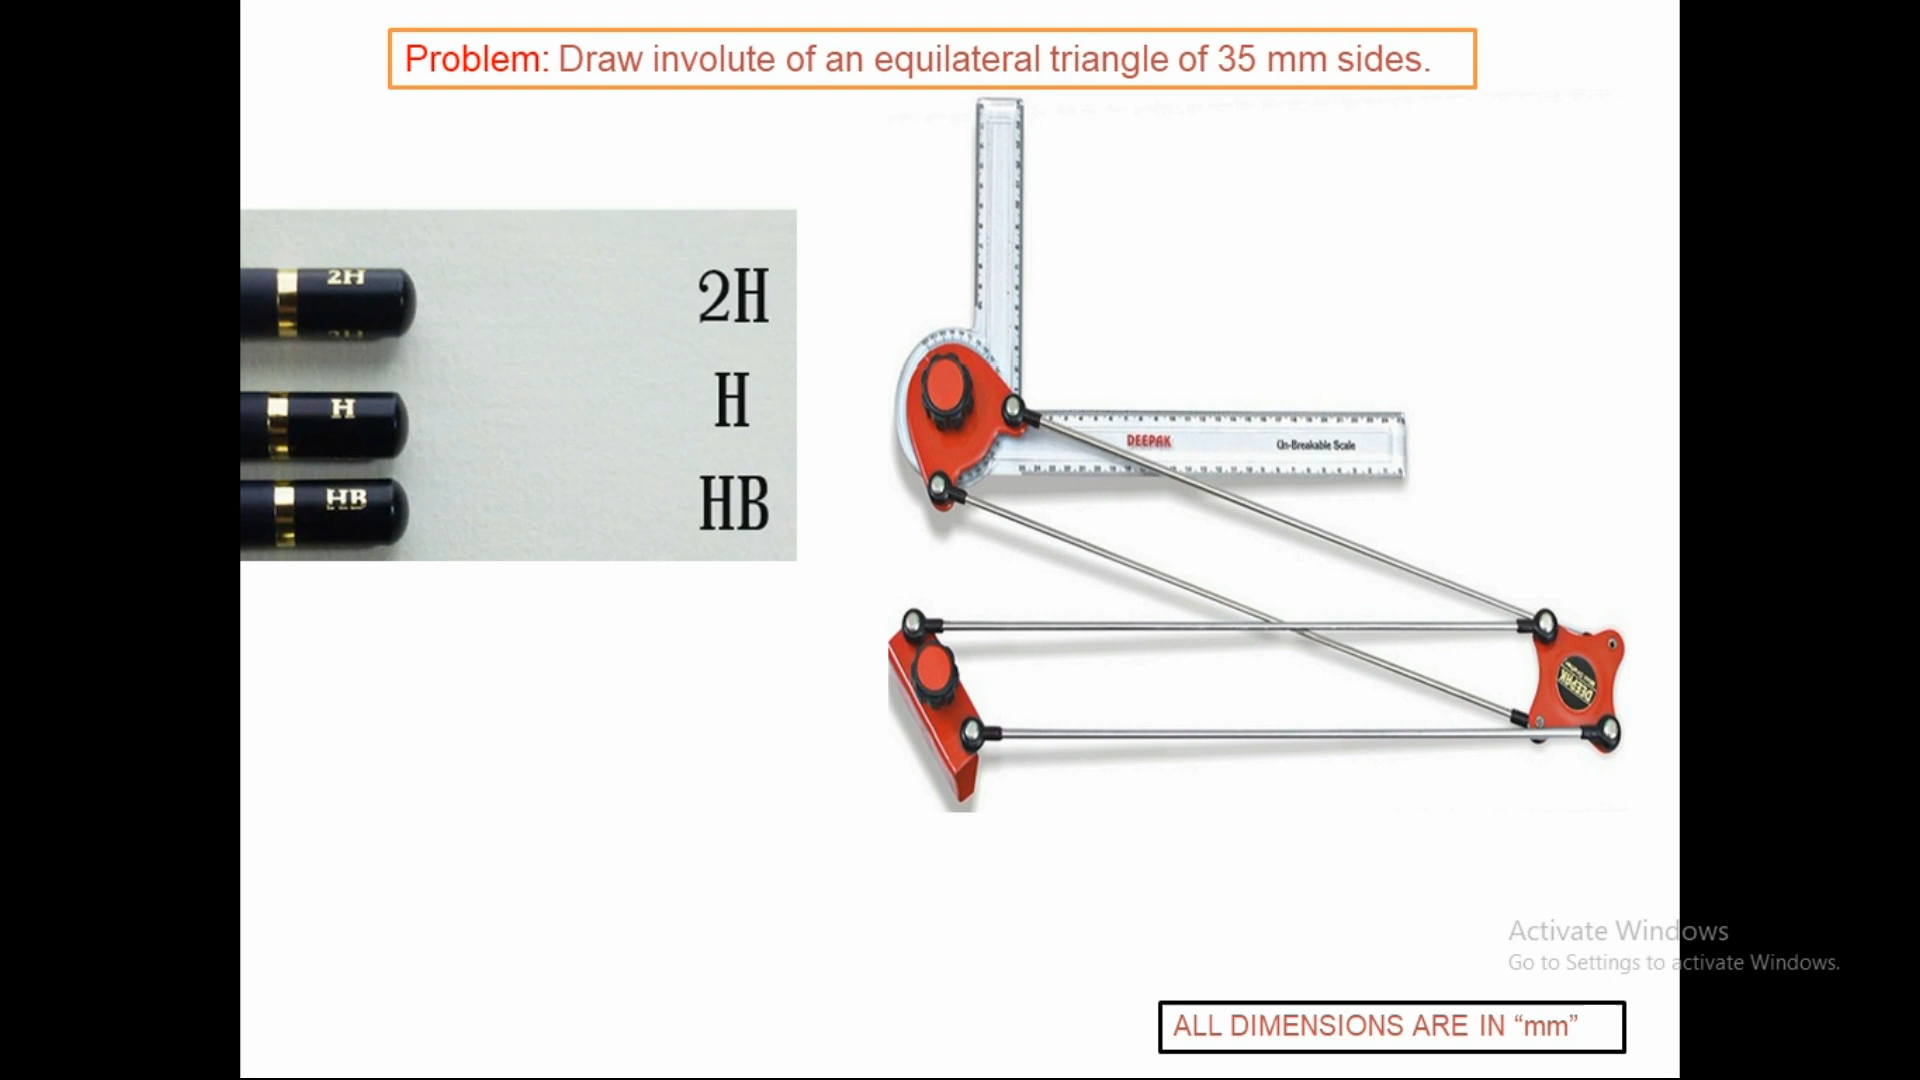 Problem: Draw involute of an equilateral triangle of 35 mm sides.
2H
2H
H
H
HB
HB
DEEPAK
Un-Breakable Scale
DEEPAK
Activate Windows
Go to Settings to activate Windows.
ALL DIMENSIONS ARE IN “mm”